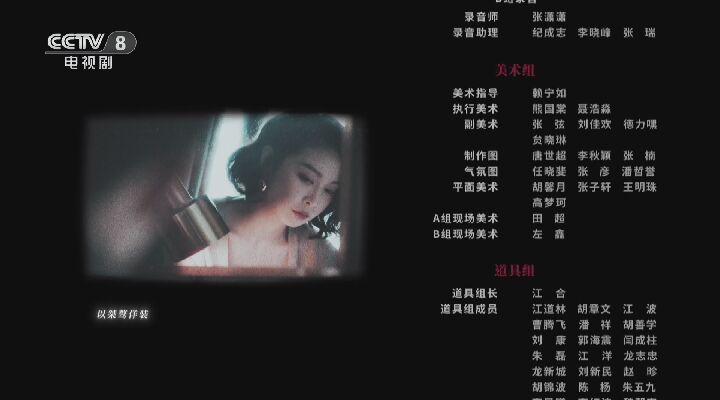 CCTV 8
电视剧
录音师 张潇潇
录音助理 纪成志 李晓峰 张 瑞
美术组
美术指导 赖宁如
执行美术 熊国棠 聂浩淼
副美术 张 弦 刘佳欢 德力嘿
贠晓琳
制作图 唐世超 李秋颖 张 楠
气氛图 任晓斐 张 彦 潘哲誉
平面美术 胡馨月 张子轩 王明珠
高梦珂
A组现场美术 田 超
B组现场美术 左 鑫
道具组
道具组长 江 合
道具组成员 江道林 胡章文 江 波
曹腾飞 潘 祥 胡善学
刘 康 郭海震 闫成柱
朱 磊 江 洋 龙志忠
龙新城 刘新民 赵
胡锦波 陈 杨 朱五九
以桀骜佯装